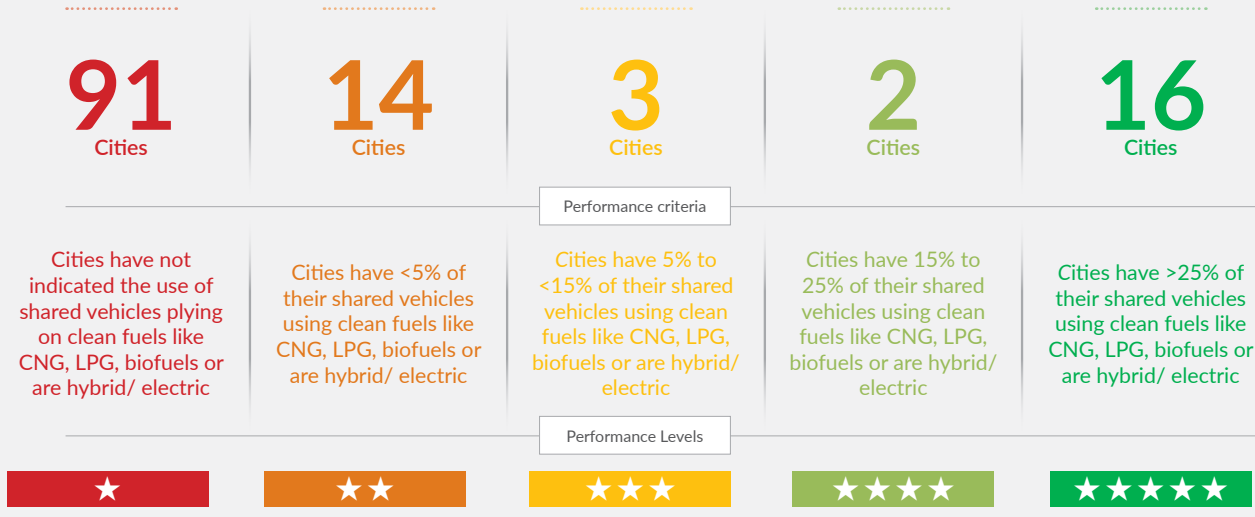 91
Cities
14
Cities
3
Cities
2
Cities
16
Cities
Performance criteria
Cities have not
indicated the use of
shared vehicles plying
on clean fuels like
CNG, LPG, biofuels or
are hybrid/ electric
Cities have <5% of
their shared vehicles
using clean fuels like
CNG, LPG, biofuels or
are hybrid/ electric
Cities have 5% to
<15% of their shared
vehicles using clean
fuels like CNG, LPG,
biofuels or are hybrid/
electric
Cities have 15% to
25% of their shared
vehicles using clean
fuels like CNG, LPG,
biofuels or are hybrid/
electric
Cities have >25% of
their shared vehicles
using clean fuels like
CNG, LPG, biofuels or
are hybrid/ electric
Performance Levels